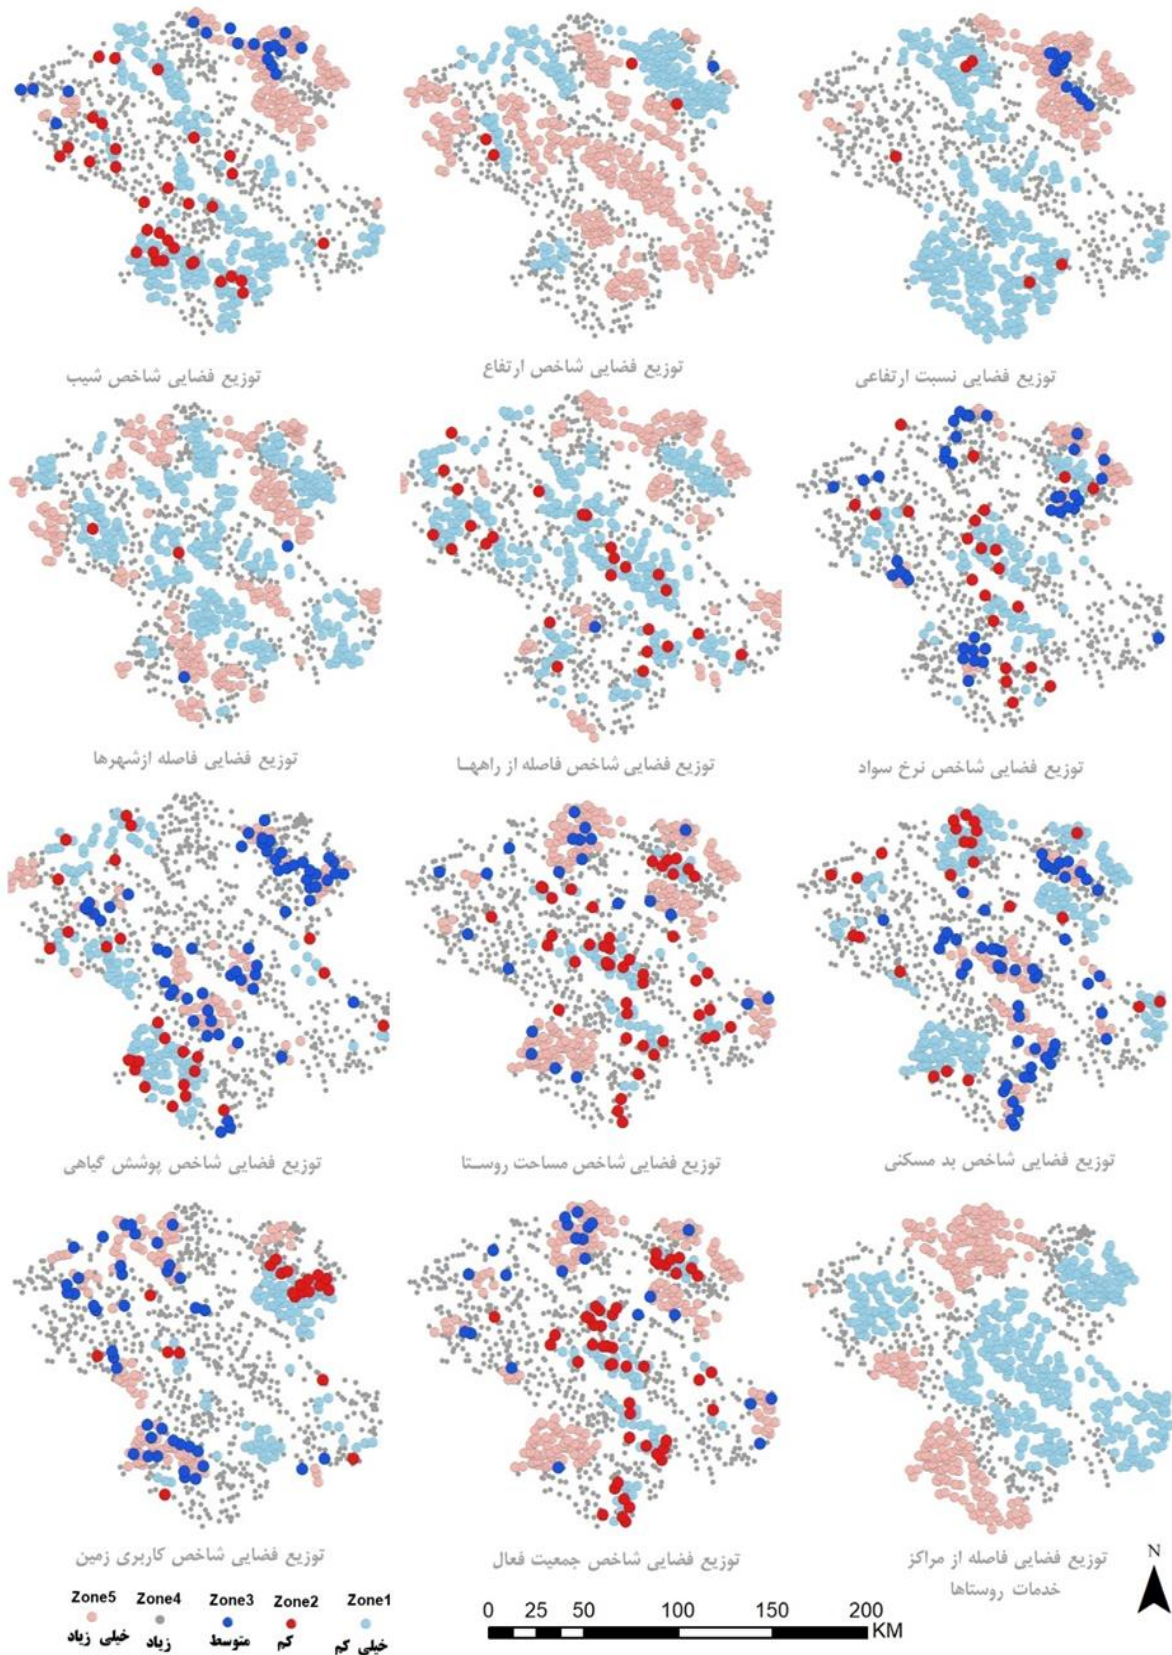 توزیع فضایی شاخص شیب
توزیع فضایی شاخص ارتفاع
توزیع فضایی نسبت ارتفاعی
توزیع فضایی فاصله ازشهرها
توزیع فضایی شاخص فاصله از راهها
توزیع فضایی شاخص نرخ سواد
توزیع فضایی شاخص پوشش گیاهی
توزیع فضایی شاخص مساحت روستا
توزیع فضایی شاخص بد مسکنی
توزیع فضایی شاخص کاربری زمین
توزیع فضایی شاخص جمعیت فعال
توزیع فضایی فاصله از مراکز
خدمات روستاها
N
Zone5 Zone4 Zone3 Zone2 Zone1
خیلی زیاد زیاد متوسط کم خیلی کم
0 25 50 100 150 200
KM